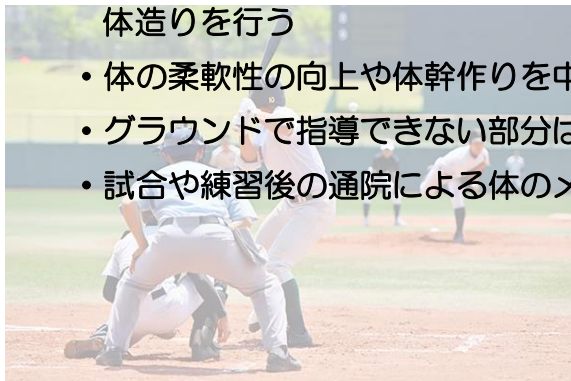 体造りを行う
・体の柔軟性の向上や体幹作りを中
・グラウンドで指導できない部分は
・試合や練習後の通院による体のメ